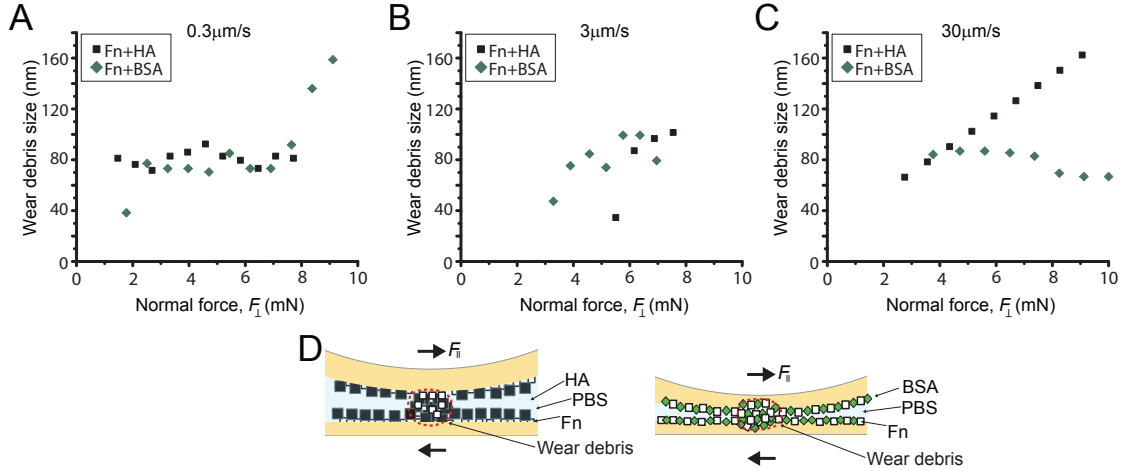 A
0.3μm/s
Fn+HA
Fn+BSA
Wear debris size (nm)
160
120
80
40
0
0
2
4
6
8
10
Normal force, F⊥(mN)
B
3μm/s
Fn+HA
Fn+BSA
Wear debris size (nm)
160
120
80
40
0
0
2
4
6
8
10
Normal force, F⊥(mN)
C
30μm/s
Fn+HA
Fn+BSA
Wear debris size (nm)
160
120
80
40
0
0
2
4
6
8
10
Normal force, F⊥(mN)
D
F||
HA
PBS
Fn
Wear debris
F||
BSA
PBS
Fn
Wear debris